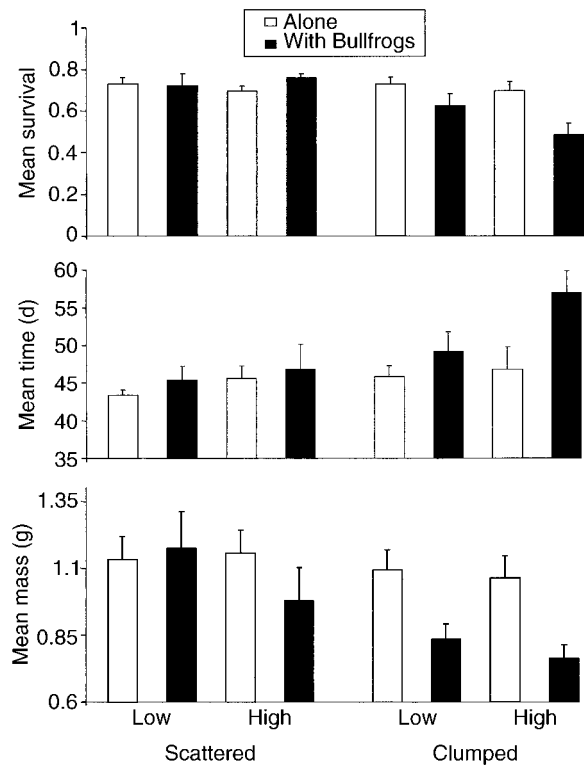 Alone
With Bullfrogs
Mean survival
1
0.8
0.6
0.4
0.2
0
Mean time (d)
60
55
50
45
40
35
Mean mass (g)
1.35
1.1
0.85
0.6
Low High Low High
Scattered Clumped